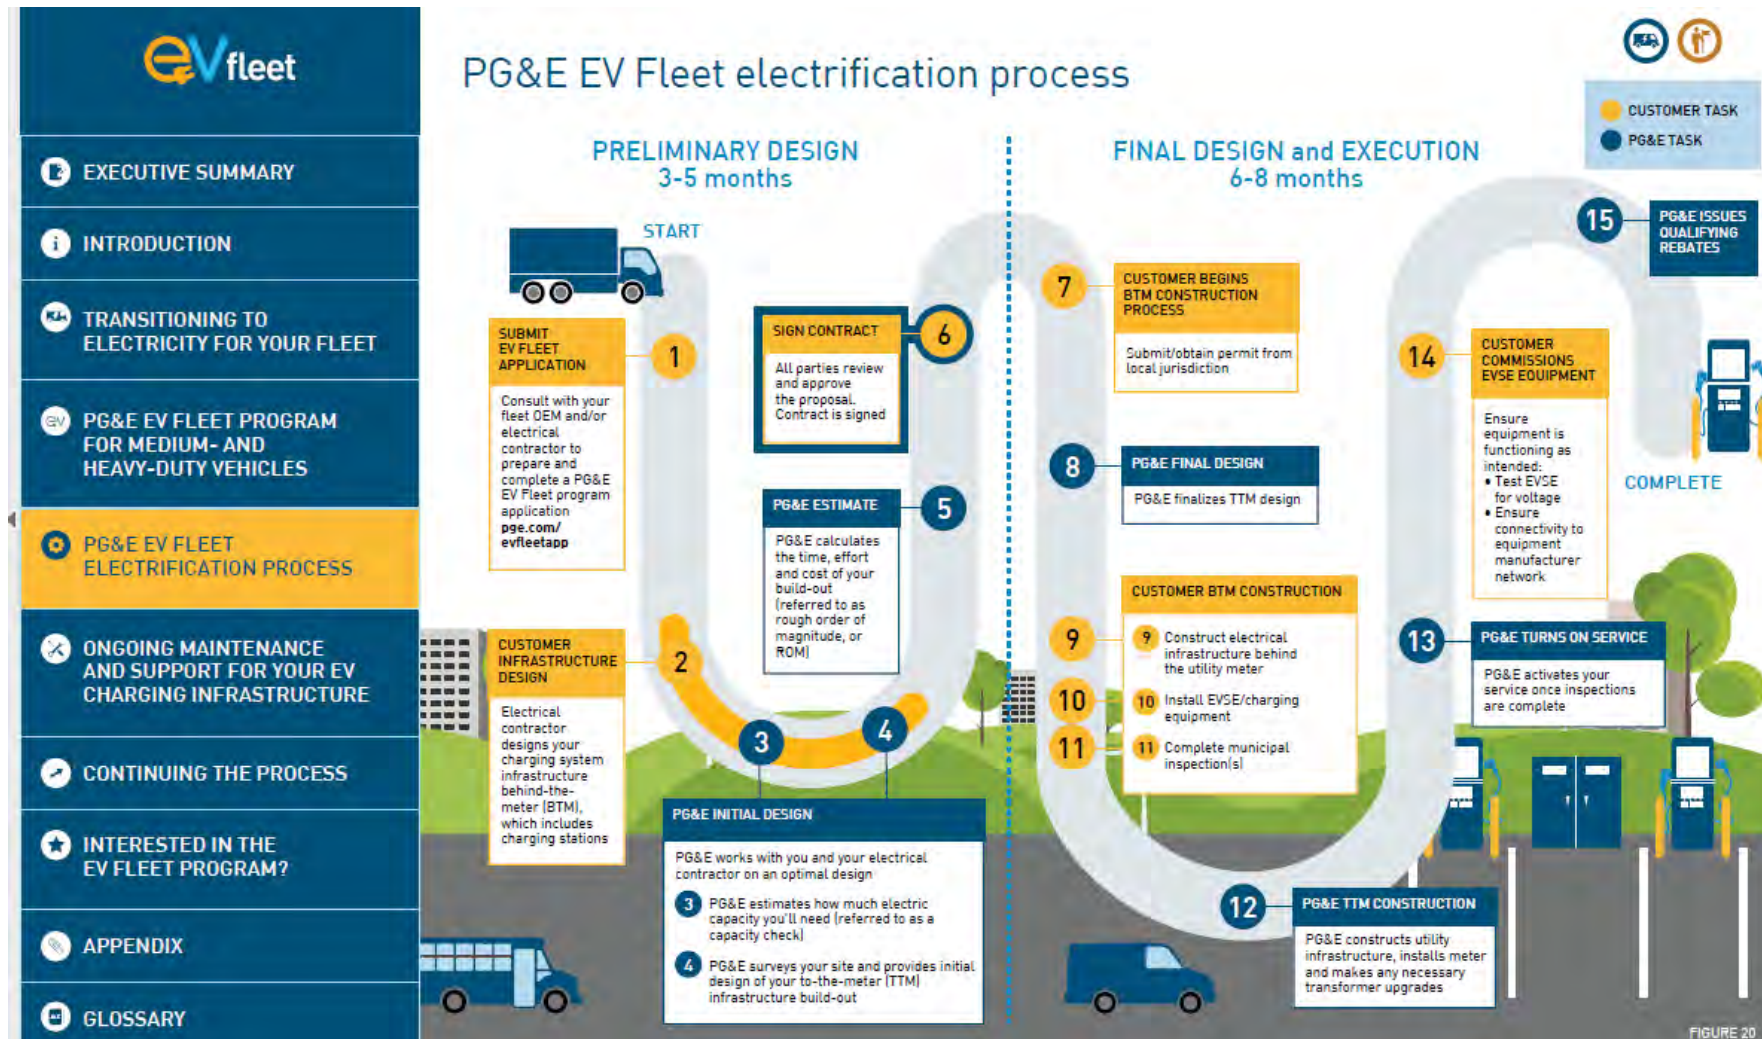 eV fleet
EXECUTIVE SUMMARY
INTRODUCTION
TRANSITIONING TO
ELECTRICITY FOR YOUR FLEET
PG&E EV FLEET PROGRAM
FOR MEDIUM- AND
HEAVY-DUTY VEHICLES
PG&E EV FLEET
ELECTRIFICATION PROCESS
ONGOING MAINTENANCE
AND SUPPORT FOR YOUR EV
CHARGING INFRASTRUCTURE
CONTINUING THE PROCESS
INTERESTED IN THE
EV FLEET PROGRAM?
APPENDIX
GLOSSARY
PG&E EV Fleet electrification process
CUSTOMER TASK
PG&E TASK
PRELIMINARY DESIGN
3-5 months
START
1
SUBMIT
EV FLEET
APPLICATION
Consult with your
fleet OEM and/or
electrical
contractor to
prepare and
complete a PG&E
EV Fleet program
application
pge.com/
evfleetapp
2
CUSTOMER
INFRASTRUCTURE
DESIGN
Electrical
contractor
designs your
charging system
infrastructure
behind-the-
meter (BTM),
which includes
charging stations
3
4
PG&E INITIAL DESIGN
PG&E works with you and your electrical
contractor on an optimal design
3 PG&E estimates how much electric
capacity you'll need (referred to as a
capacity check)
4 PG&E surveys your site and provides initial
design of your to-the-meter (TTM)
infrastructure build-out
5
PG&E ESTIMATE
PG&E calculates
the time, effort
and cost of your
build-out
(referred to as
rough order of
magnitude, or
ROM)
6
SIGN CONTRACT
All parties review
and approve
the proposal.
Contract is signed
FINAL DESIGN and EXECUTION
6-8 months
7
CUSTOMER BEGINS
BTM CONSTRUCTION
PROCESS
Submit/obtain permit from
local jurisdiction
8
PG&E FINAL DESIGN
PG&E finalizes TTM design
9
10
11
CUSTOMER BTM CONSTRUCTION
9 Construct electrical
infrastructure behind
the utility meter
10 Install EVSE/charging
equipment
11 Complete municipal
inspection(s)
12
PG&E TTM CONSTRUCTION
PG&E constructs utility
infrastructure, installs meter
and makes any necessary
transformer upgrades
13
PG&E TURNS ON SERVICE
PG&E activates your
service once inspections
are complete
14
CUSTOMER
COMMISSIONS
EVSE EQUIPMENT
Ensure
equipment is
functioning as
intended:
• Test EVSE
for voltage
• Ensure
connectivity to
equipment
manufacturer
network
15
PG&E ISSUES
QUALIFYING
REBATES
COMPLETE
FIGURE 20